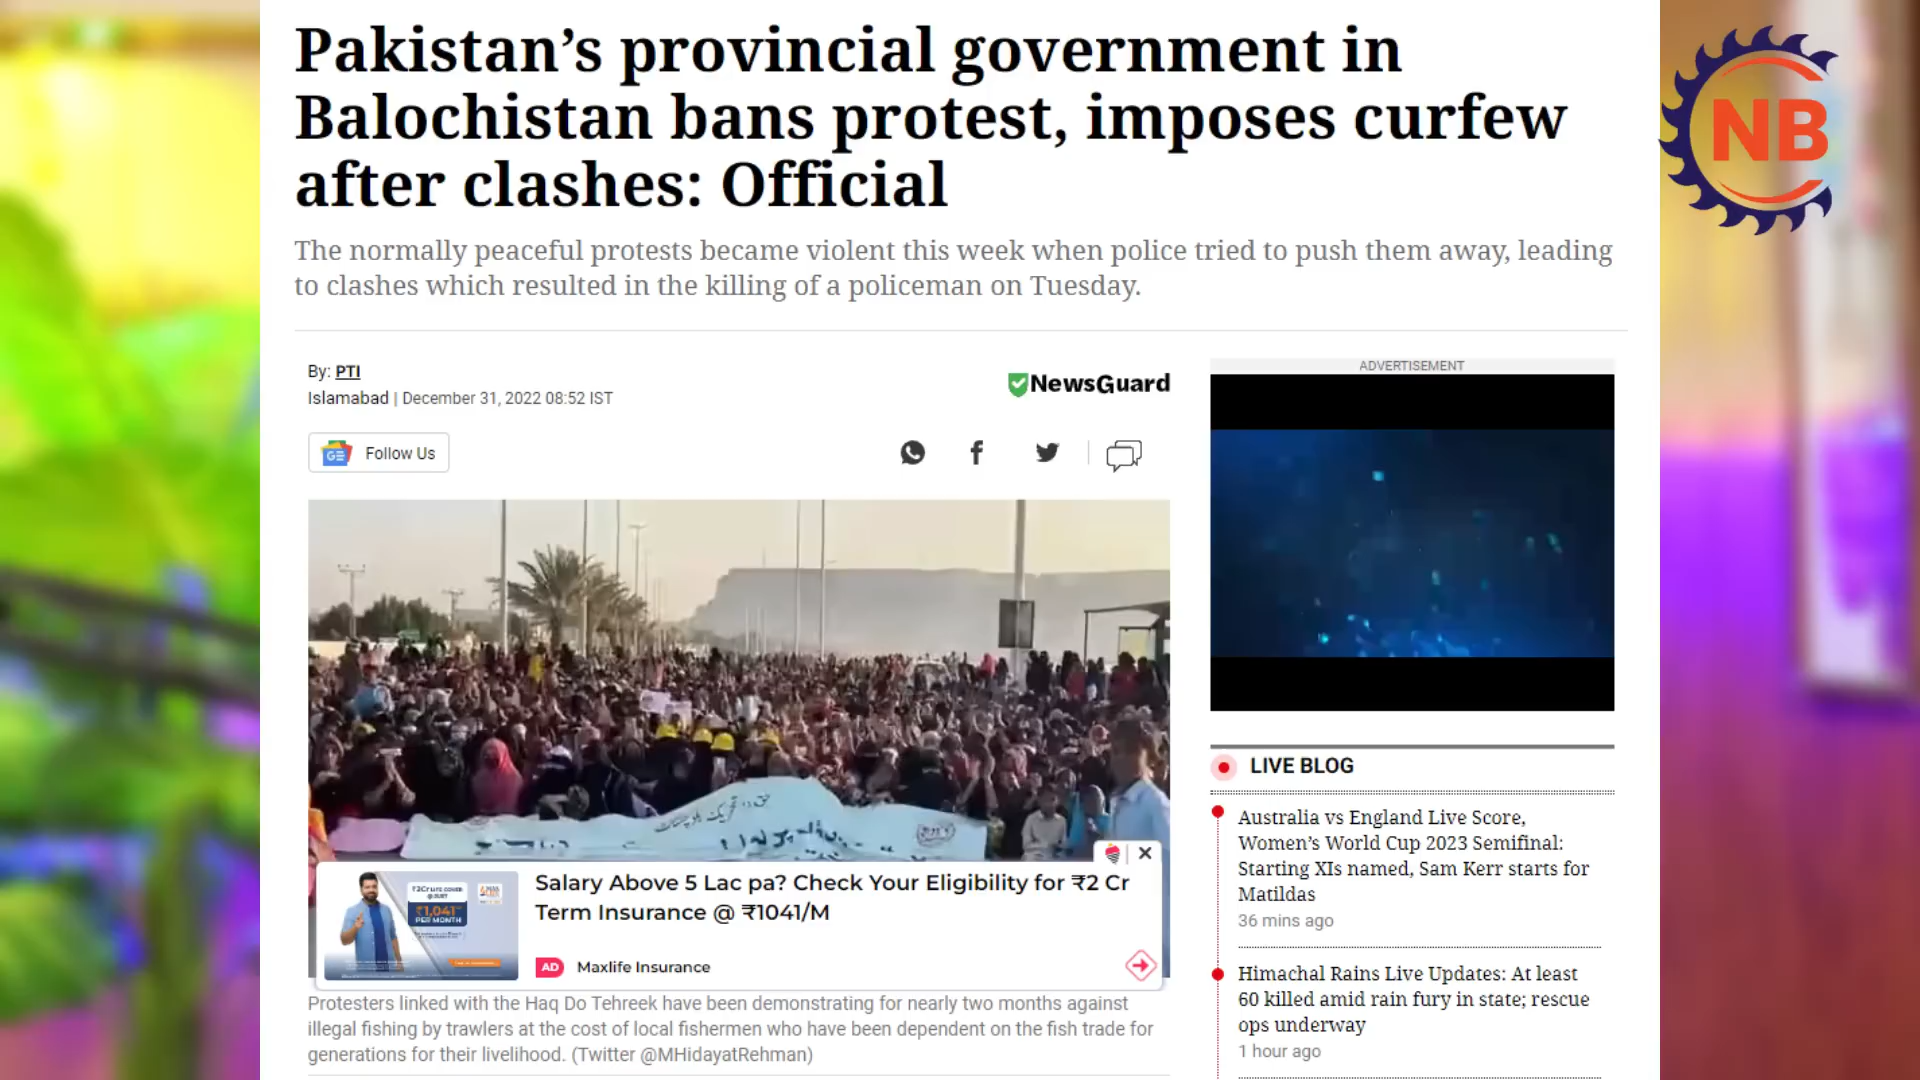 Pakistan’s provincial government in
Balochistan bans protest, imposes curfew
after clashes: Official
The normally peaceful protests became violent this week when police tried to push them away, leading
to clashes which resulted in the killing of a policeman on Tuesday.
NB
By: PTI
Islamabad | December 31, 2022 08:52 IST
NewsGuard
GE Follow Us
ADVERTISEMENT
Salary Above 5 Lac pa? Check Your Eligibility for ₹2 Cr
Term Insurance @ ₹1041/M
₹1,041
PER MONTH
AD Maxlife Insurance
Protesters linked with the Haq Do Tehreek have been demonstrating for nearly two months against
illegal fishing by trawlers at the cost of local fishermen who have been dependent on the fish trade for
generations for their livelihood. (Twitter @MHidayatRehman)
LIVE BLOG
Australia vs England Live Score,
Women’s World Cup 2023 Semifinal:
Starting XIs named, Sam Kerr starts for
Matildas
36 mins ago
Himachal Rains Live Updates: At least
60 killed amid rain fury in state; rescue
ops underway
1 hour ago